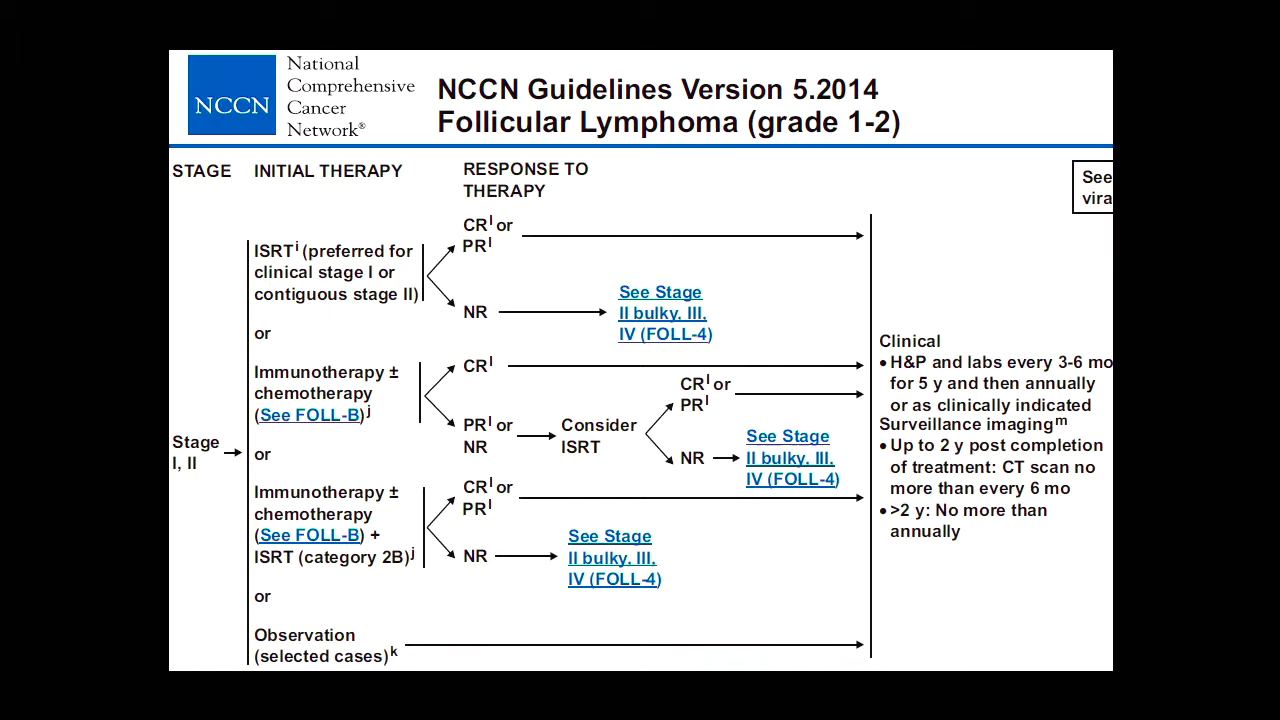 NCCN
National
Comprehensive
Cancer
Network®
NCCN Guidelines Version 5.2014
Follicular Lymphoma (grade 1-2)
STAGE
INITIAL THERAPY
RESPONSE TO
THERAPY
See
vira
Stage
I, II
ISRTi (preferred for
clinical stage I or
contiguous stage II)
CRl or
PRl
NR
See Stage
II bulky, III,
IV (FOLL-4)
or
Immunotherapy ±
chemotherapy
(See FOLL-B)j
CRl
PRl or
NR
Consider
ISRT
CRl or
PRl
NR
See Stage
II bulky, III,
IV (FOLL-4)
or
Immunotherapy ±
chemotherapy
(See FOLL-B) +
ISRT (category 2B)j
CRl or
PRl
NR
See Stage
II bulky, III,
IV (FOLL-4)
or
Observation
(selected cases)k
Clinical
• H&P and labs every 3-6 mo
for 5 y and then annually
or as clinically indicated
Surveillance imagingm
• Up to 2 y post completion
of treatment: CT scan no
more than every 6 mo
• >2 y: No more than
annually